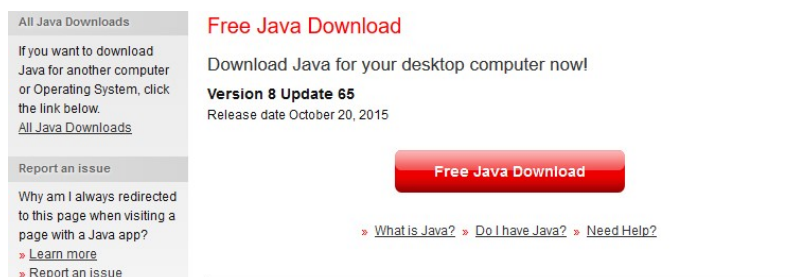 All Java Downloads
If you want to download
Java for another computer
or Operating System, click
the link below.
All Java Downloads
Report an issue
Why am I always redirected
to this page when visiting a
page with a Java app?
» Learn more
» Report an issue
Free Java Download
Download Java for your desktop computer now!
Version 8 Update 65
Release date October 20, 2015
Free Java Download
» What is Java? » Do I have Java? » Need Help?